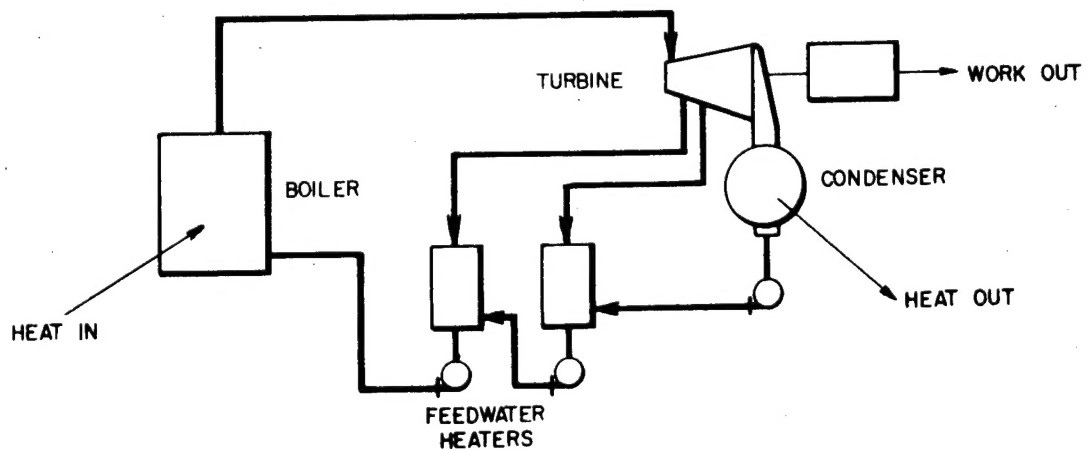 TURBINE
WORK OUT
BOILER
CONDENSER
HEAT IN
HEAT OUT
FEEDWATER
HEATERS